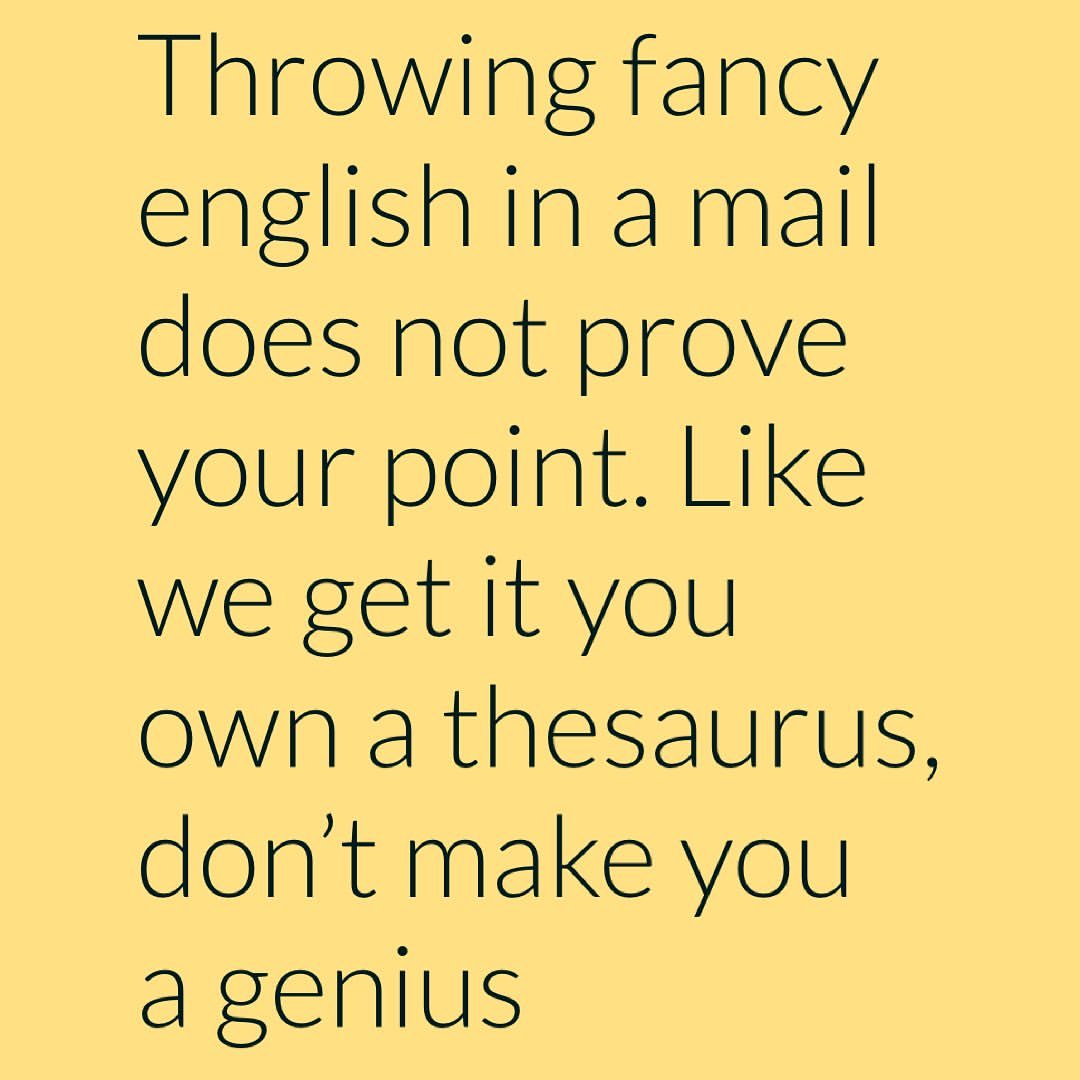 Throwing fancy
english in a mail
does not prove
your point. Like
we get it you
own a thesaurus,
don’t make you
a genius